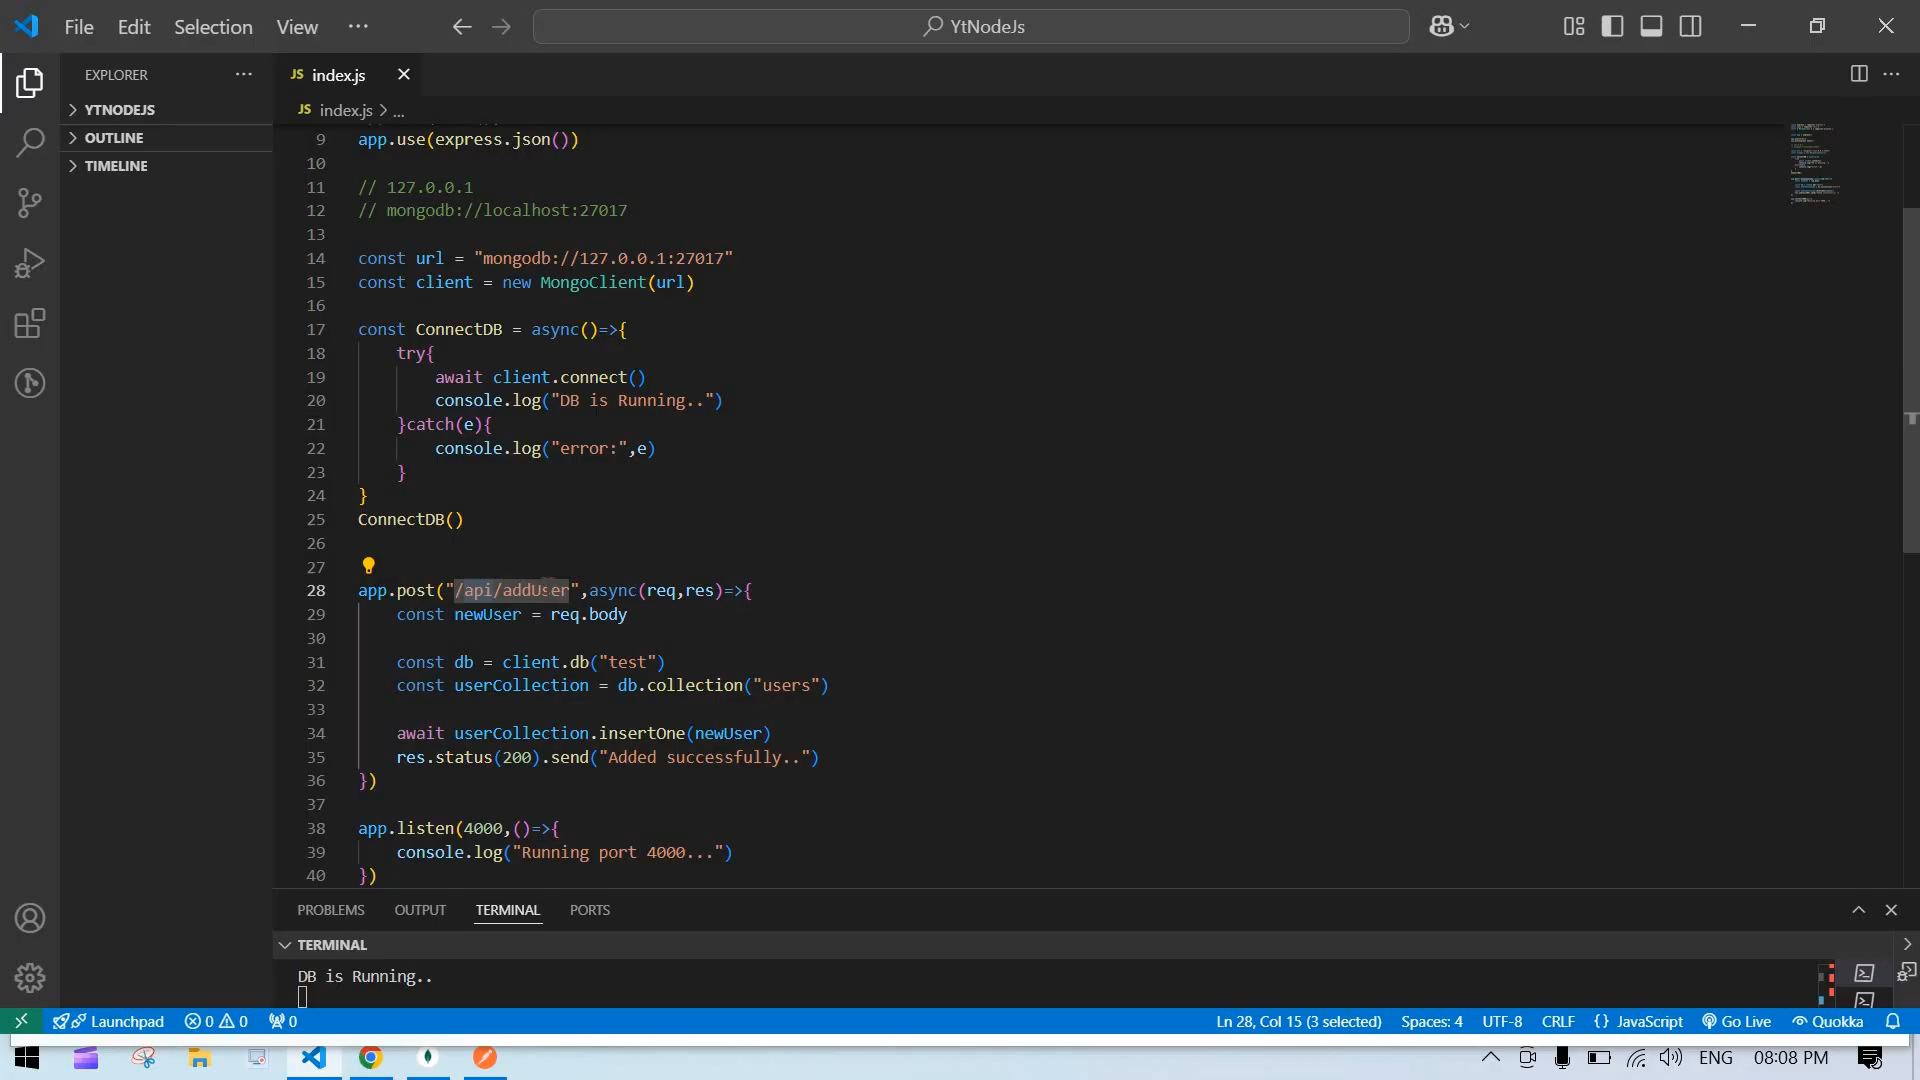 File Edit Selection View ...
YtNodeJs
EXPLORER
YTNODEJS
OUTLINE
TIMELINE
JS index.js
JS index.js > ...
9 app.use(express.json())
10
11 // 127.0.0.1
12 // mongodb://localhost:27017
13
14 const url = "mongodb://127.0.0.1:27017"
15 const client = new MongoClient(url)
16
17 const ConnectDB = async()=>{
18 try{
19 await client.connect()
20 console.log("DB is Running..")
21 }catch(e){
22 console.log("error:",e)
23 }
24 }
25 ConnectDB()
26
27
28 app.post("/api/addUser",async(req,res)=>{
29 const newUser = req.body
30
31 const db = client.db("test")
32 const userCollection = db.collection("users")
33
34 await userCollection.insertOne(newUser)
35 res.status(200).send("Added successfully..")
36 })
37
38 app.listen(4000,()=>{
39 console.log("Running port 4000...")
40 })
PROBLEMS OUTPUT TERMINAL PORTS
TERMINAL
DB is Running..
Launchpad 0 0 0 Ln 28, Col 15 (3 selected) Spaces: 4 UTF-8 CRLF {} JavaScript Go Live Quokka
ENG 08:08 PM